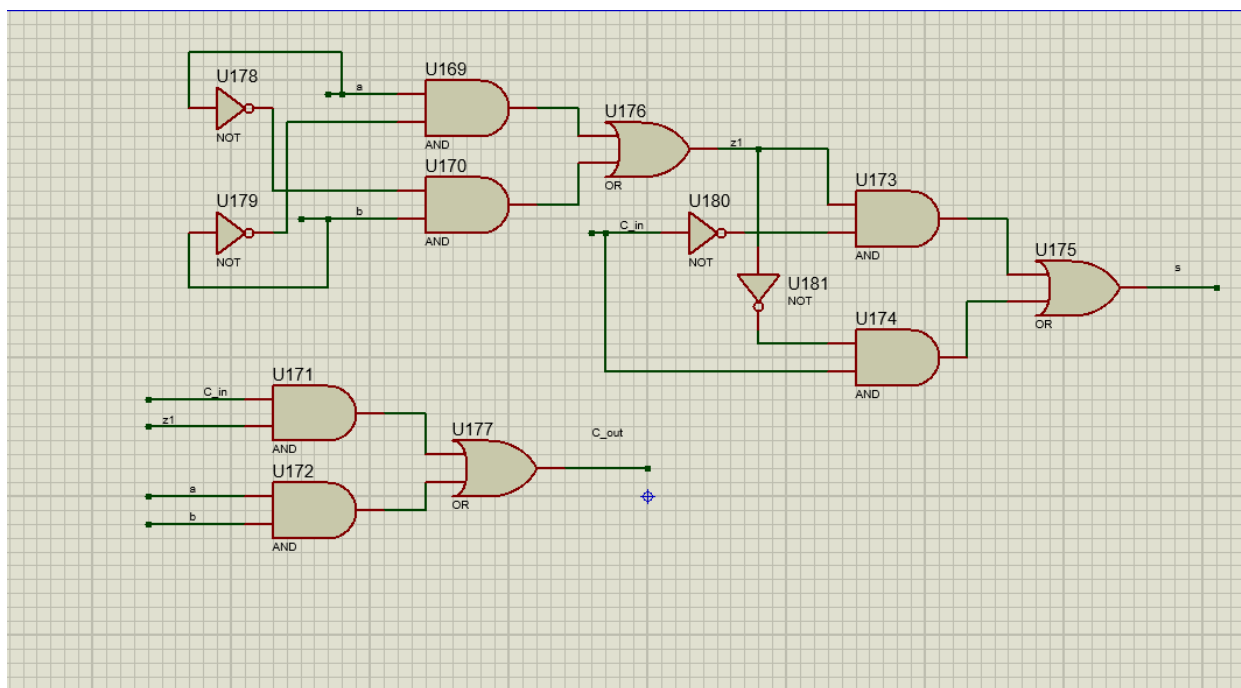 U178
NOT
a
U169
AND
U176
OR
z1
U170
AND
b
U179
NOT
U180
NOT
C_in
U173
AND
U181
NOT
U174
AND
U175
OR
s
C_in
z1
U171
AND
U177
OR
C_out
U172
AND
a
b